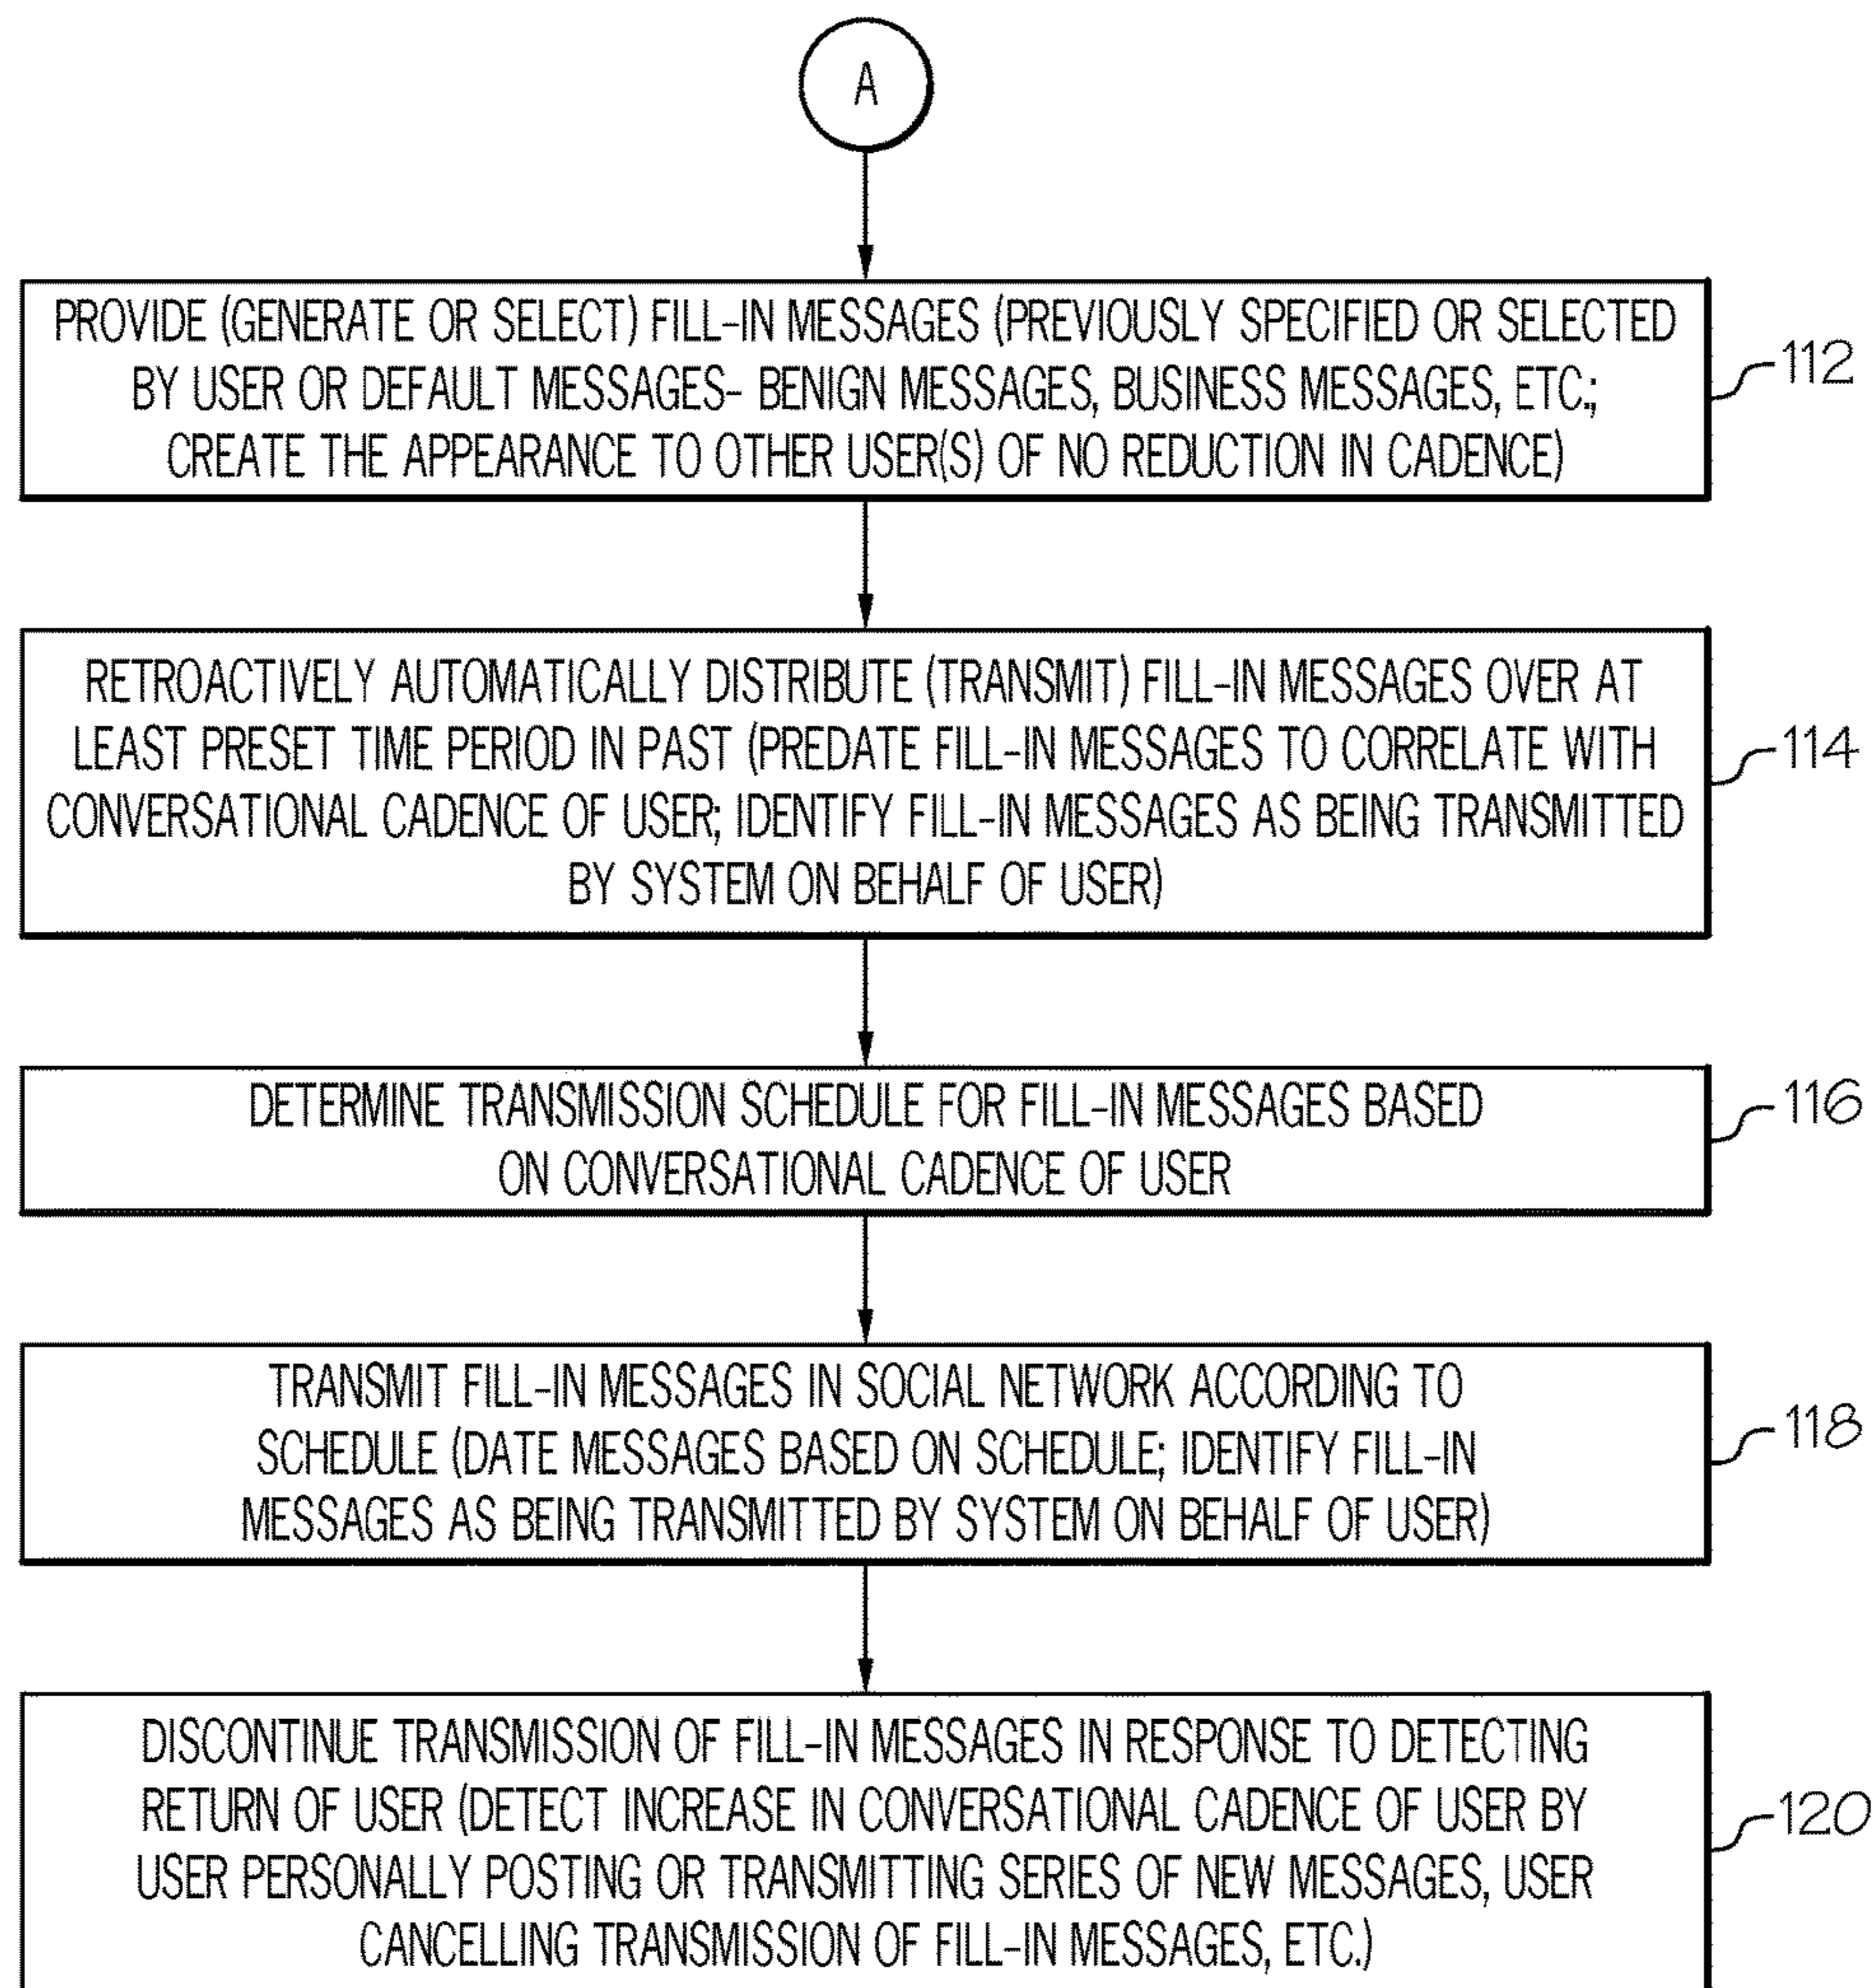 A
PROVIDE (GENERATE OR SELECT) FILL-IN MESSAGES (PREVIOUSLY SPECIFIED OR SELECTED
BY USER OR DEFAULT MESSAGES- BENIGN MESSAGES, BUSINESS MESSAGES, ETC.;
CREATE THE APPEARANCE TO OTHER USER(S) OF NO REDUCTION IN CADENCE)
112
RETROACTIVELY AUTOMATICALLY DISTRIBUTE (TRANSMIT) FILL-IN MESSAGES OVER AT
LEAST PRESET TIME PERIOD IN PAST (PREDATE FILL-IN MESSAGES TO CORRELATE WITH
CONVERSATIONAL CADENCE OF USER; IDENTIFY FILL-IN MESSAGES AS BEING TRANSMITTED
BY SYSTEM ON BEHALF OF USER)
114
DETERMINE TRANSMISSION SCHEDULE FOR FILL-IN MESSAGES BASED
ON CONVERSATIONAL CADENCE OF USER
116
TRANSMIT FILL-IN MESSAGES IN SOCIAL NETWORK ACCORDING TO
SCHEDULE (DATE MESSAGES BASED ON SCHEDULE; IDENTIFY FILL-IN
MESSAGES AS BEING TRANSMITTED BY SYSTEM ON BEHALF OF USER)
118
DISCONTINUE TRANSMISSION OF FILL-IN MESSAGES IN RESPONSE TO DETECTING
RETURN OF USER (DETECT INCREASE IN CONVERSATIONAL CADENCE OF USER BY
USER PERSONALLY POSTING OR TRANSMITTING SERIES OF NEW MESSAGES, USER
CANCELLING TRANSMISSION OF FILL-IN MESSAGES, ETC.)
120